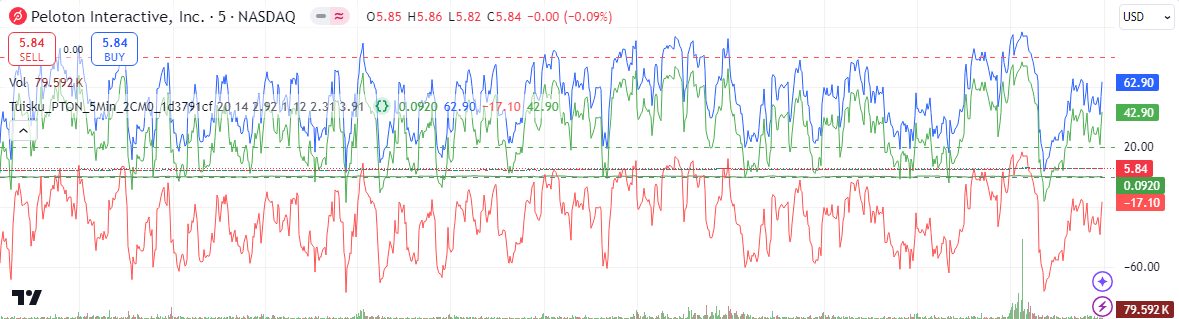 Peloton Interactive, Inc. · 5 · NASDAQ O5.85 H5.86 L5.82 C5.84 −0.00 (−0.09%)
USD
5.84 SELL
0.00
5.84 BUY
Vol 79.592K
Tuisku_PTON_5Min_2CM0_1d3791cf 20 14 2.92 1.12 2.31 3.91 {} 0.0920 62.90 −17.10 42.90
62.90
42.90
20.00
5.84
0.0920
−17.10
−60.00
79.592K